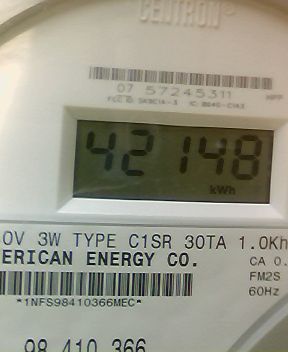 CENTRON®
07 57245311
42148
kWh
0V 3W TYPE C1SR 30TA 1.0Kh
ERICAN ENERGY CO.
CA 0.
FM2S
60Hz
*1NFS98410366MEC*
98 410 366